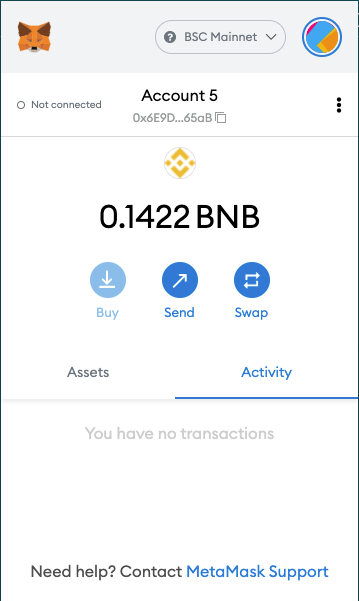 BSC Mainnet
Not connected
Account 5
0x6E9D...65aB
0.1422 BNB
Buy
Send
Swap
Assets
Activity
You have no transactions
Need help? Contact MetaMask Support